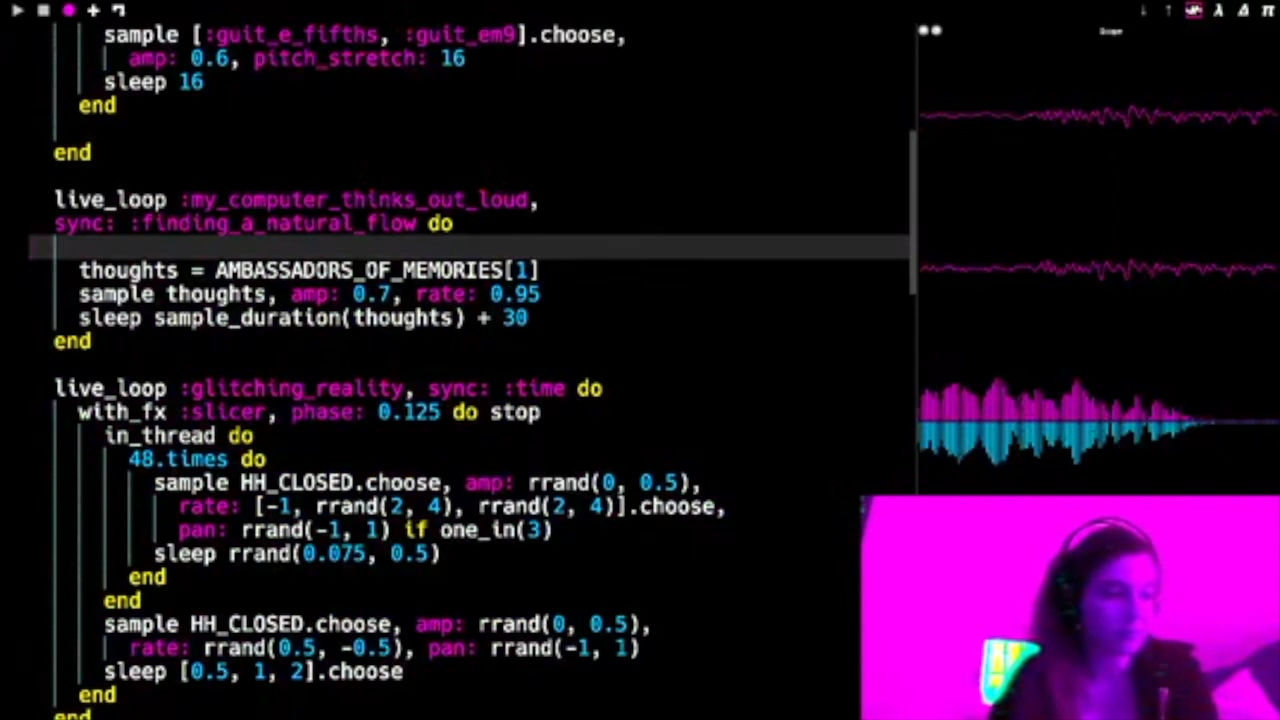 sample [:guit_e_fifths, :guit_em9].choose,
amp: 0.6, pitch_stretch: 16
sleep 16
end
end
live_loop :my_computer_thinks_out_loud,
sync: :finding_a_natural_flow do
thoughts = AMBASSADORS_OF_MEMORIES[1]
sample thoughts, amp: 0.7, rate: 0.95
sleep sample_duration(thoughts) + 30
end
live_loop :glitching_reality, sync: :time do
with_fx :slicer, phase: 0.125 do stop
in_thread do
48.times do
sample HH_CLOSED.choose, amp: rrand(0, 0.5),
rate: [-1, rrand(2, 4), rrand(2, 4)].choose,
pan: rrand(-1, 1) if one_in(3)
sleep rrand(0.075, 0.5)
end
end
sample HH_CLOSED.choose, amp: rrand(0, 0.5),
rate: rrand(0.5, -0.5), pan: rrand(-1, 1)
sleep [0.5, 1, 2].choose
end
end
Scope